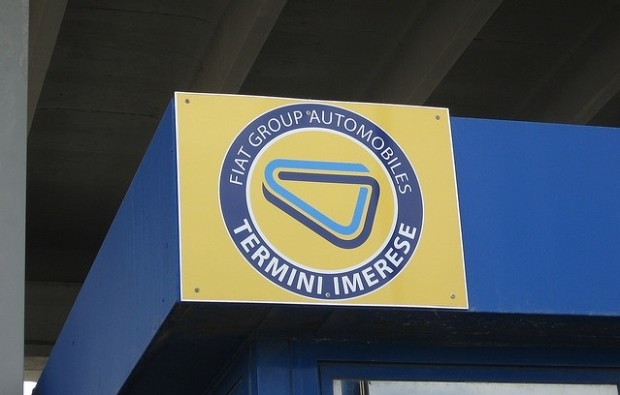 FIAT GROUP AUTOMOBILES
TERMINI IMERESE